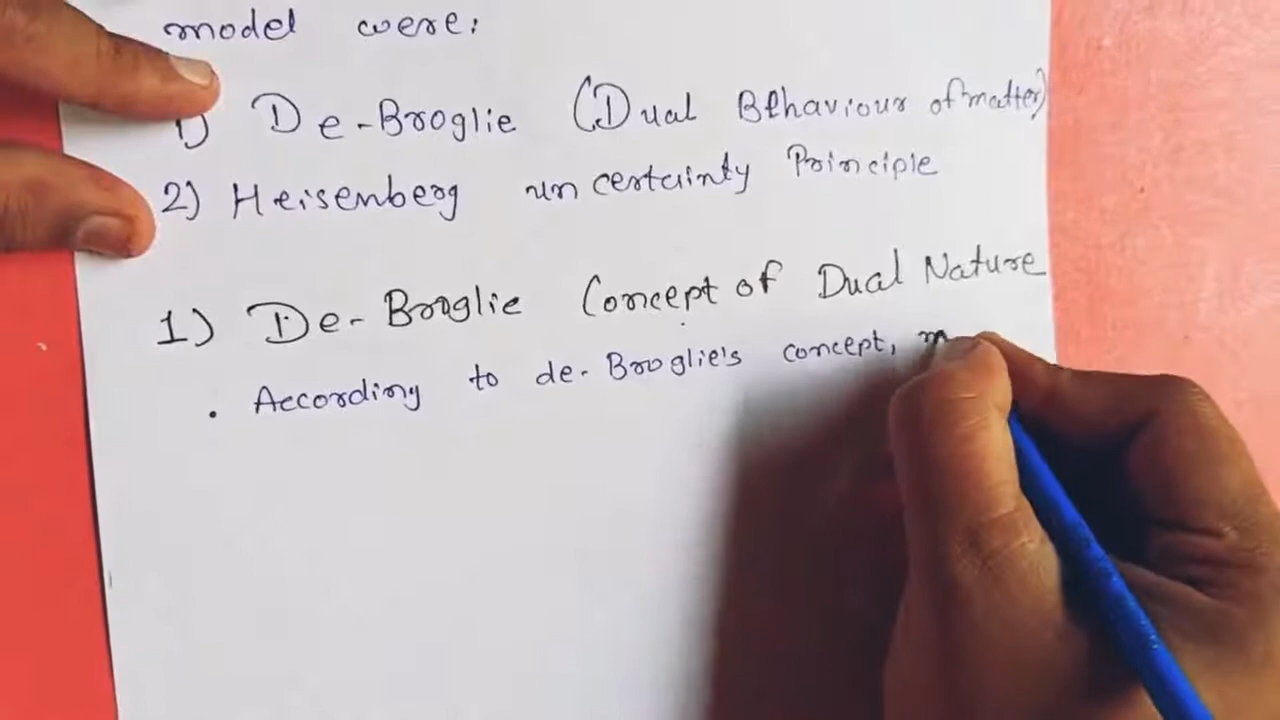 model were:
1) De-Broglie (Dual Behaviour of matter)
2) Heisenberg uncertainty Principle
1) De-Broglie Concept of Dual Nature
. According to de-Broglie's concept, m